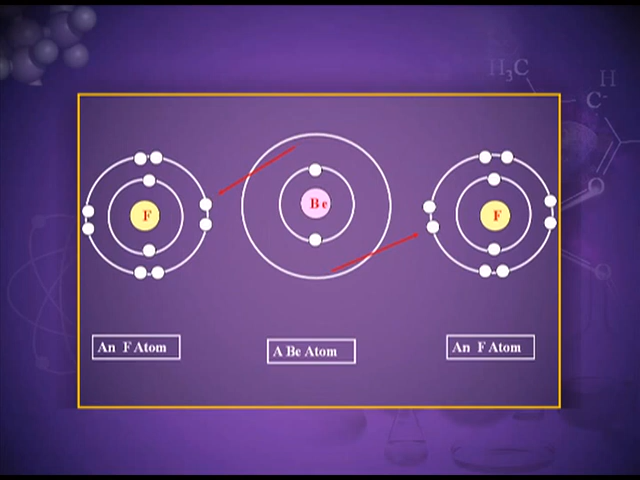 H₃C
H
C-
F
Be
F
An F Atom
A Be Atom
An F Atom